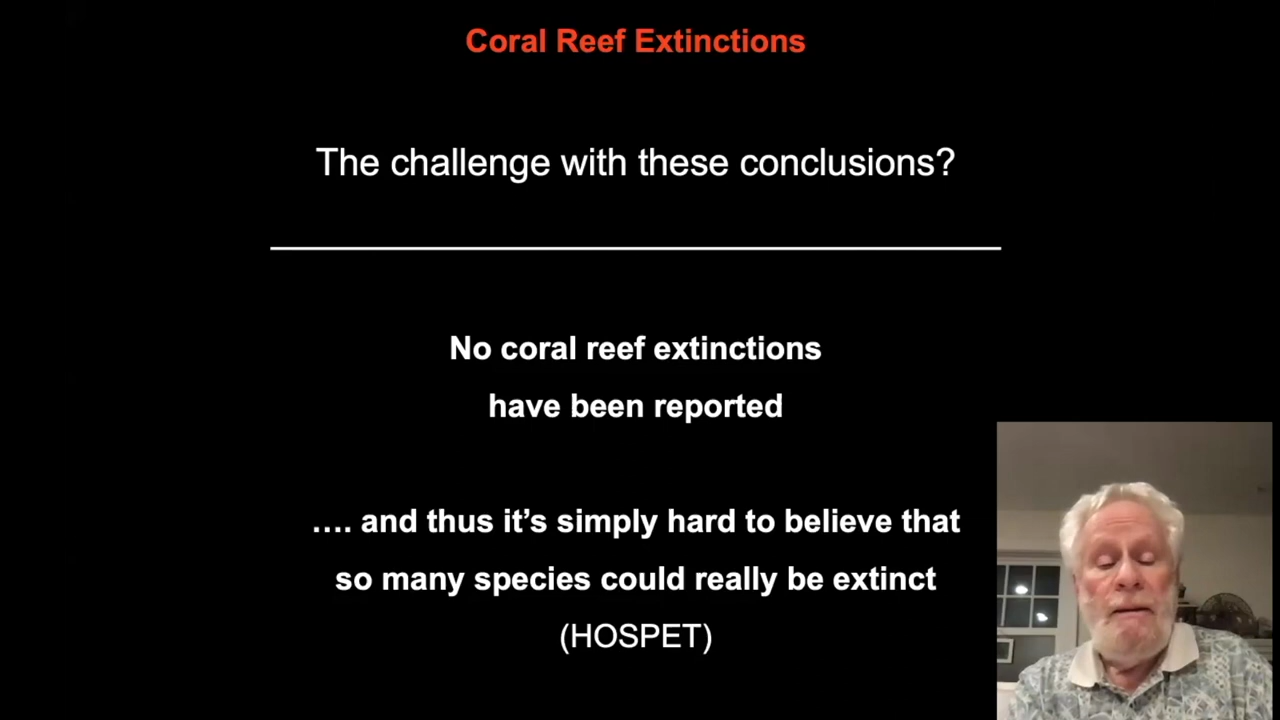 Coral Reef Extinctions
The challenge with these conclusions?
No coral reef extinctions
have been reported
…. and thus it’s simply hard to believe that
so many species could really be extinct
(HOSPET)